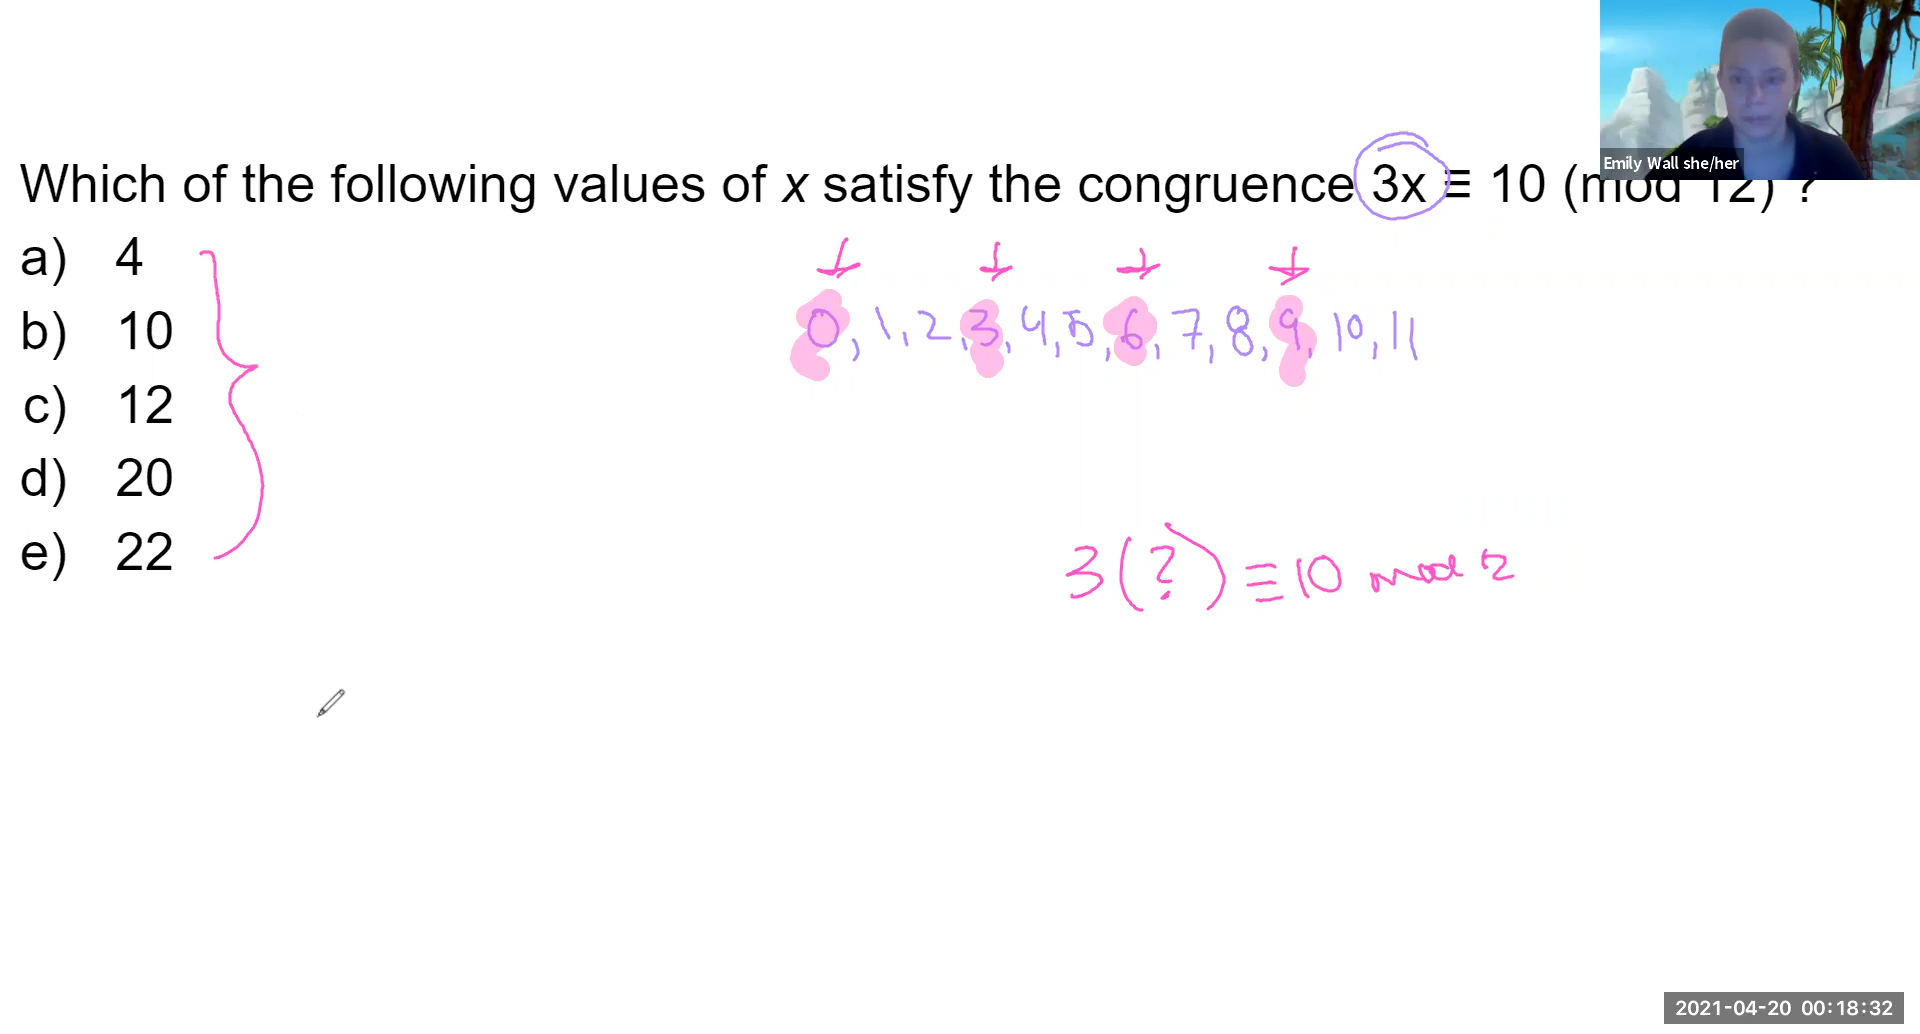 Emily Wall she/her
Which of the following values of x satisfy the congruence 3x ≡ 10 (mod 12) ?
a) 4
b) 10
c) 12
d) 20
e) 22
0, 1, 2, 3, 4, 5, 6, 7, 8, 9, 10, 11
3(?) ≡ 10 mod 2
2021-04-20 00:18:32